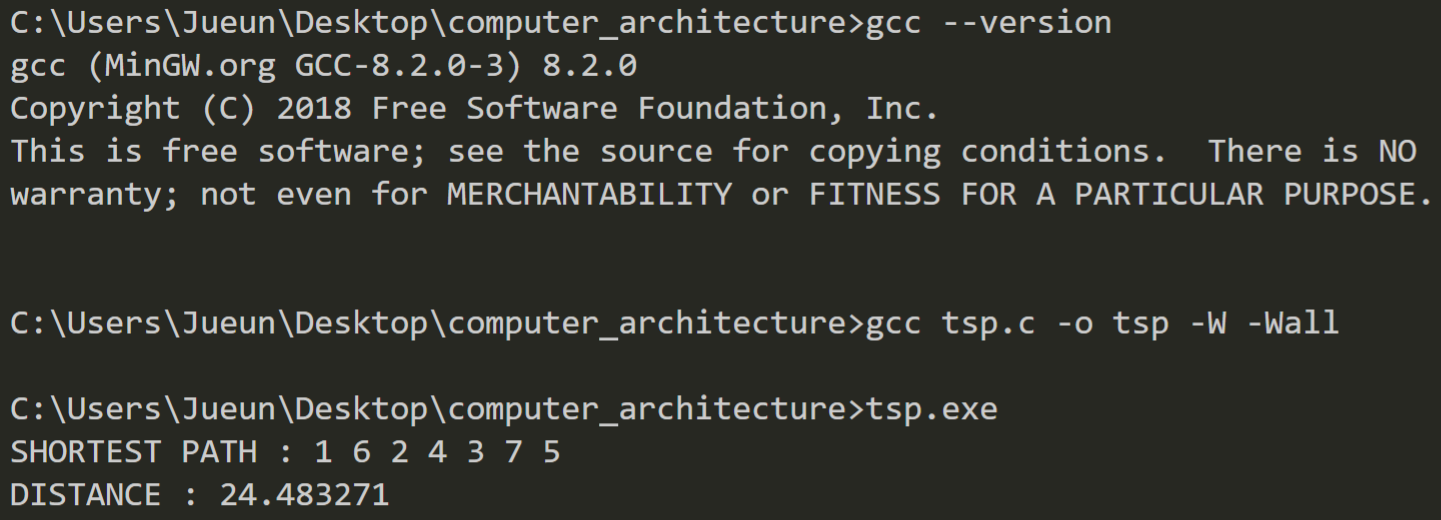 C:\Users\Jueun\Desktop\computer_architecture>gcc --version
gcc (MinGW.org GCC-8.2.0-3) 8.2.0
Copyright (C) 2018 Free Software Foundation, Inc.
This is free software; see the source for copying conditions.  There is NO
warranty; not even for MERCHANTABILITY or FITNESS FOR A PARTICULAR PURPOSE.
C:\Users\Jueun\Desktop\computer_architecture>gcc tsp.c -o tsp -W -Wall
C:\Users\Jueun\Desktop\computer_architecture>tsp.exe
SHORTEST PATH : 1 6 2 4 3 7 5
DISTANCE : 24.483271